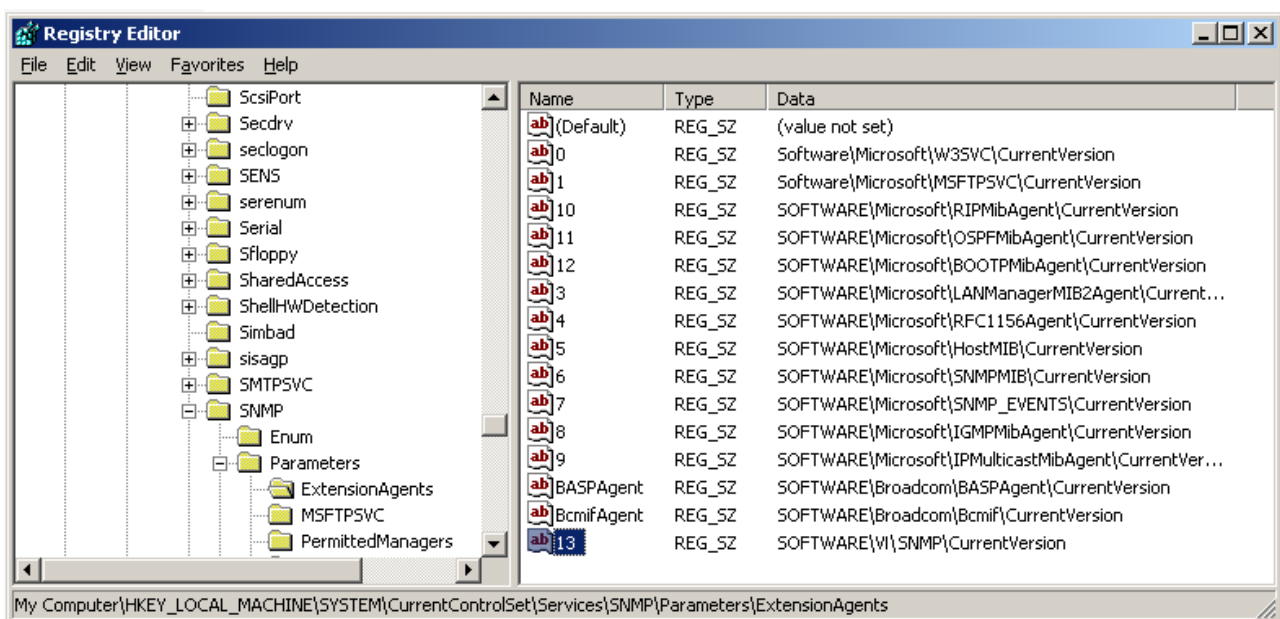 Registry Editor
File Edit View Favorites Help
ScsiPort
Secdrv
seclogon
SENS
serenum
Serial
Sfloppy
SharedAccess
ShellHWDetection
Simbad
sisagp
SMTPSVC
SNMP
Enum
Parameters
ExtensionAgents
MSFTPSVC
PermittedManagers
Name Type Data
(Default) REG_SZ (value not set)
0 REG_SZ Software\Microsoft\W3SVC\CurrentVersion
1 REG_SZ Software\Microsoft\MSFTPSVC\CurrentVersion
10 REG_SZ SOFTWARE\Microsoft\RIPMibAgent\CurrentVersion
11 REG_SZ SOFTWARE\Microsoft\OSPFMibAgent\CurrentVersion
12 REG_SZ SOFTWARE\Microsoft\BOOTPMibAgent\CurrentVersion
3 REG_SZ SOFTWARE\Microsoft\LANManagerMIB2Agent\Current...
4 REG_SZ SOFTWARE\Microsoft\RFC1156Agent\CurrentVersion
5 REG_SZ SOFTWARE\Microsoft\HostMIB\CurrentVersion
6 REG_SZ SOFTWARE\Microsoft\SNMPMIB\CurrentVersion
7 REG_SZ SOFTWARE\Microsoft\SNMP_EVENTS\CurrentVersion
8 REG_SZ SOFTWARE\Microsoft\IGMPMibAgent\CurrentVersion
9 REG_SZ SOFTWARE\Microsoft\IPMulticastMibAgent\CurrentVer...
BASPAgent REG_SZ SOFTWARE\Broadcom\BASPAgent\CurrentVersion
BcmifAgent REG_SZ SOFTWARE\Broadcom\Bcmif\CurrentVersion
13 REG_SZ SOFTWARE\VI\SNMP\CurrentVersion
My Computer\HKEY_LOCAL_MACHINE\SYSTEM\CurrentControlSet\Services\SNMP\Parameters\ExtensionAgents